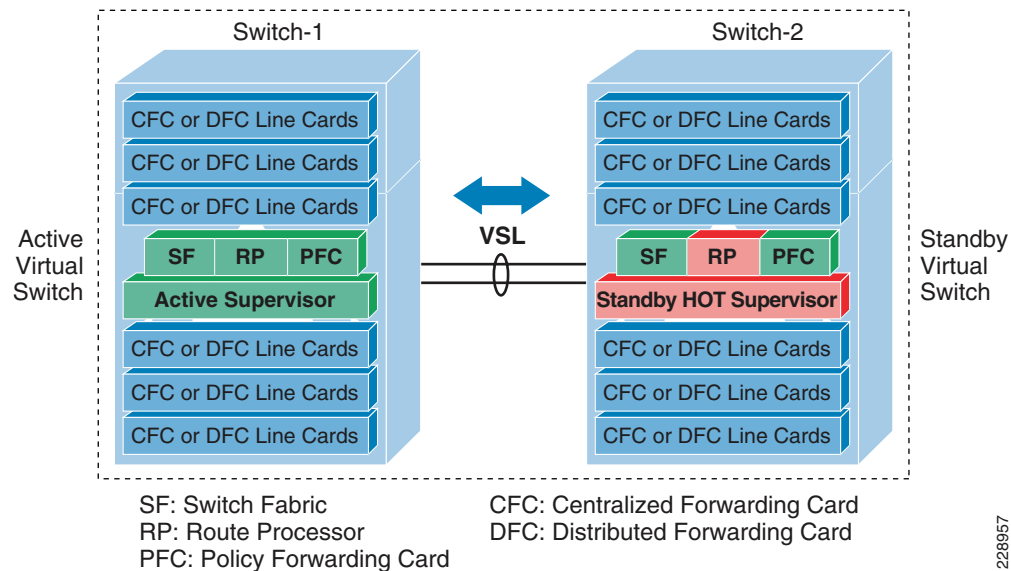 Switch-1
Switch-2
CFC or DFC Line Cards
CFC or DFC Line Cards
CFC or DFC Line Cards
SF RP PFC
Active Supervisor
CFC or DFC Line Cards
CFC or DFC Line Cards
CFC or DFC Line Cards
Active
Virtual
Switch
VSL
CFC or DFC Line Cards
CFC or DFC Line Cards
CFC or DFC Line Cards
SF RP PFC
Standby HOT Supervisor
CFC or DFC Line Cards
CFC or DFC Line Cards
CFC or DFC Line Cards
Standby
Virtual
Switch
SF: Switch Fabric
RP: Route Processor
PFC: Policy Forwarding Card
CFC: Centralized Forwarding Card
DFC: Distributed Forwarding Card
228957